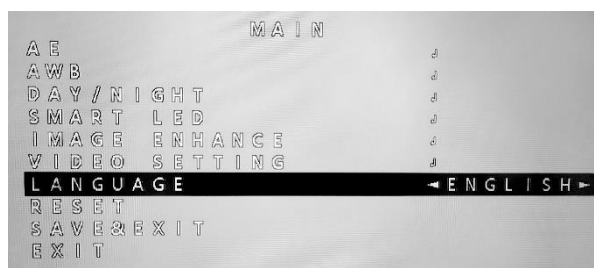 MAIN
AE ↲
AWB ↲
DAY/NIGHT ↲
SMART LED ↲
IMAGE ENHANCE ↲
VIDEO SETTING ↲
LANGUAGE ◄ENGLISH►
RESET
SAVE&EXIT
EXIT